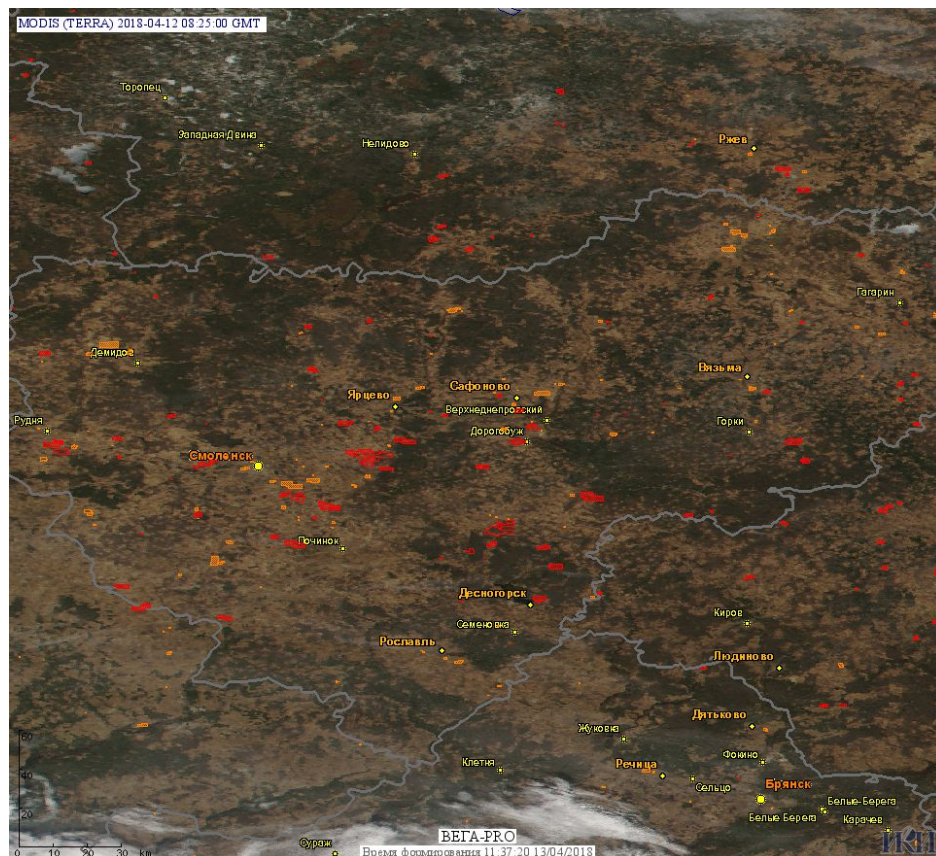 MODIS (TERRA) 2018-04-12 08:25:00 GMT
Торопец
Западная Двина
Нелидово
Ржев
Гагарин
Демидов
Вязьма
Ярцево
Сафоново
Верхнеднепровский
Рудня
Дорогобуж
Горки
Смоленск
Починок
Десногорск
Киров
Семеновка
Рославль
Людиново
Дятьково
Жуковка
Фокино
Клетня
Речица
Сельцо
Брянск
Белые-Берега
Белые Берега
Карачев
60
40
20
0 10 20 30 km
ВЕГА-PRO
Сураж
Время формирования 11:37:20 13/04/2018
ИКИ